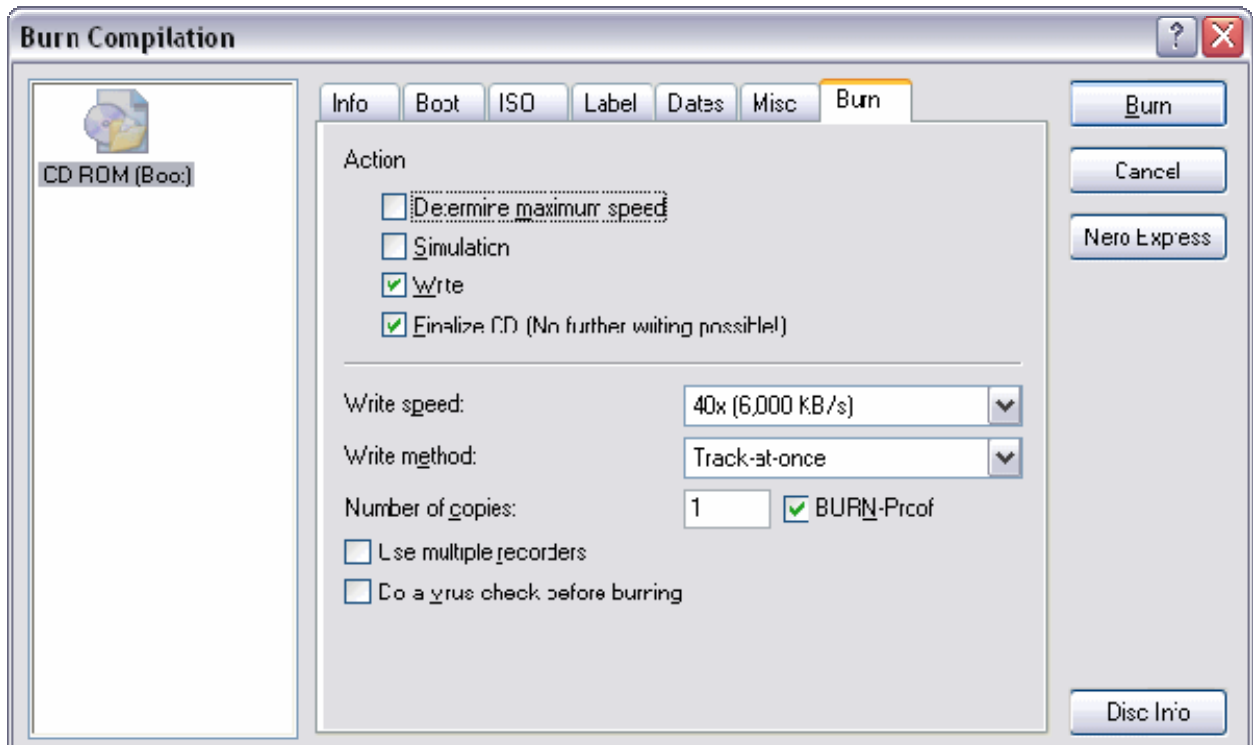 Burn Compilation
CD ROM (Boot)
Info Boot ISO Label Dates Misc Burn
Burn
Cancel
Nero Express
Action
Determine maximum speed
Simulation
Write
Finalize CD (No further writing possible!)
Write speed: 40x (6,000 KB/s)
Write method: Track-at-once
Number of copies: 1 BURN-Proof
Use multiple recorders
Do a virus check before burning
Disc Info